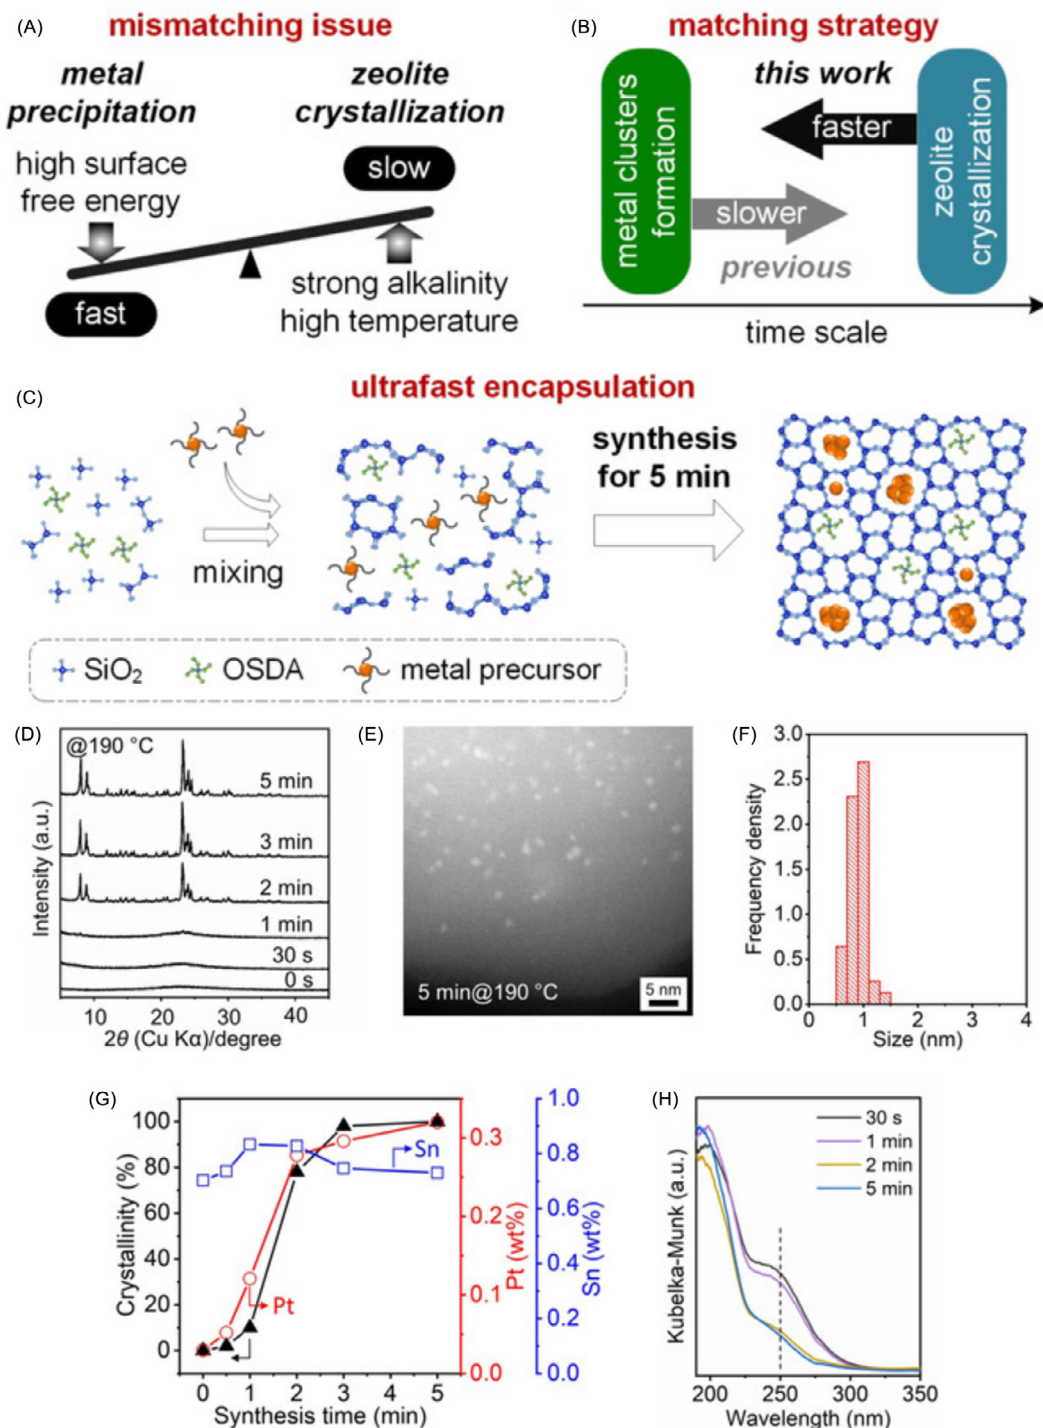 (A)
mismatching issue
metal
precipitation
zeolite
crystallization
high surface
free energy
slow
fast
strong alkalinity
high temperature
(B)
matching strategy
metal clusters
formation
this work
faster
slower
previous
zeolite
crystallization
time scale
(C)
ultrafast encapsulation
mixing
synthesis
for 5 min
SiO2
OSDA
metal precursor
(D)
@190 °C
5 min
3 min
2 min
1 min
30 s
0 s
Intensity (a.u.)
10 20 30 40
2θ (Cu Kα)/degree
(E)
5 min@190 °C
5 nm
(F)
Frequency density
3.0
2.5
2.0
1.5
1.0
0.5
0.0
0 1 2 3 4
Size (nm)
(G)
Crystallinity (%)
100
80
60
40
20
0
Sn
Pt
0 1 2 3 4 5
Synthesis time (min)
0.3
0.2
0.1
0.0
Pt (wt%)
1.0
0.8
0.6
0.4
0.2
0.0
Sn (wt%)
(H)
Kubelka-Munk (a.u.)
30 s
1 min
2 min
5 min
200 250 300 350
Wavelength (nm)